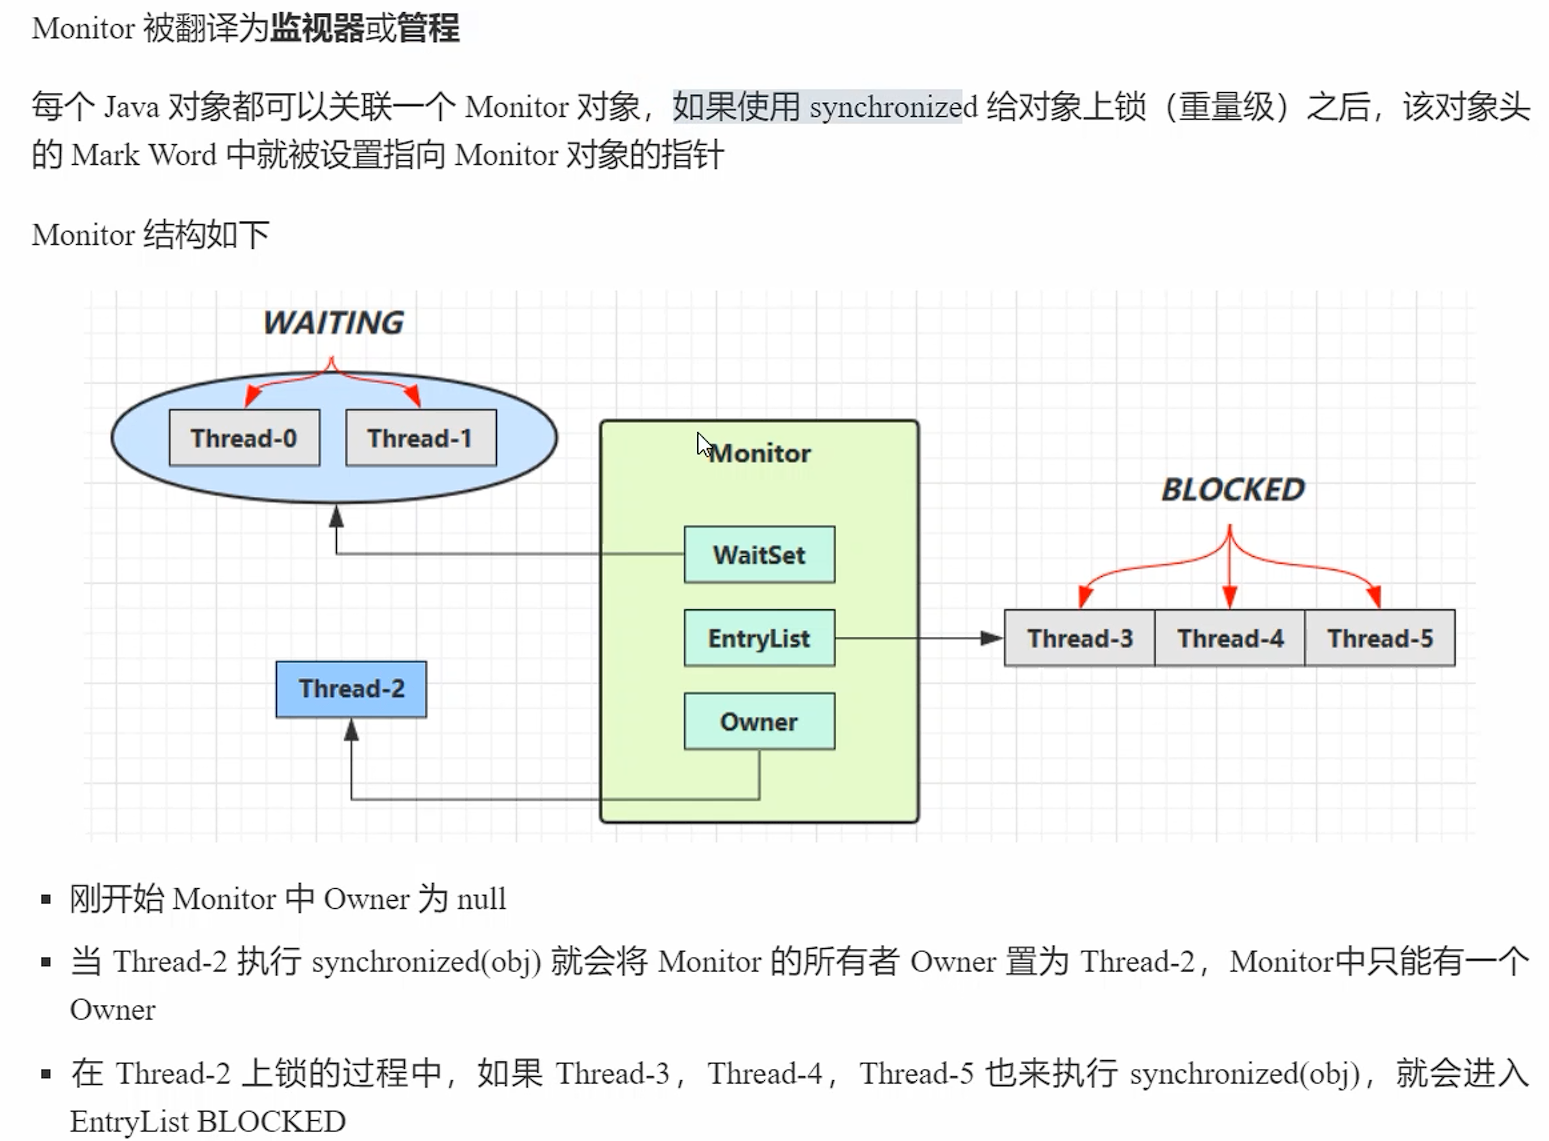 Monitor 被翻译为监视器或管程
每个 Java 对象都可以关联一个 Monitor 对象，如果使用 synchronized 给对象上锁（重量级）之后，该对象头
的 Mark Word 中就被设置指向 Monitor 对象的指针
Monitor 结构如下
WAITING
Thread-0 Thread-1
Monitor
BLOCKED
WaitSet
EntryList
Thread-3 Thread-4 Thread-5
Thread-2
Owner
▪ 刚开始 Monitor 中 Owner 为 null
▪ 当 Thread-2 执行 synchronized(obj) 就会将 Monitor 的所有者 Owner 置为 Thread-2，Monitor中只能有一个
Owner
▪ 在 Thread-2 上锁的过程中，如果 Thread-3，Thread-4，Thread-5 也来执行 synchronized(obj)，就会进入
EntryList BLOCKED